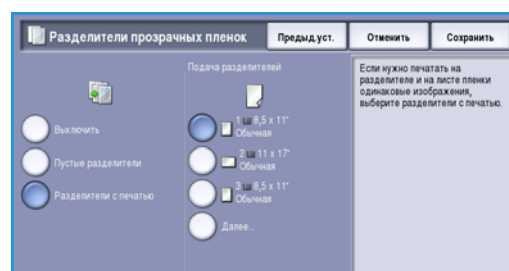 Разделители прозрачных пленок
Предыд.уст.
Отменить
Сохранить
Подача разделителей
Выключить
Пустые разделители
Разделители с печатью
1 8,5 x 11"
Обычная
2 11 x 17"
Обычная
3 8,5 x 11"
Обычная
Далее..
Если нужно печатать на
разделителе и на листе пленки
одинаковые изображения,
выберите разделители с печатью.